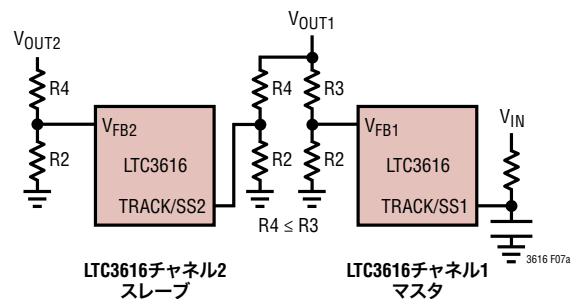 VOUT1
VOUT2
R4
R4
R3
VIN
VFB2
VFB1
R2
LTC3616
R2
R2
LTC3616
TRACK/SS2
TRACK/SS1
R4 ≤ R3
3616 F07a
LTC3616チャネル2
スレーブ
LTC3616チャネル1
マスタ